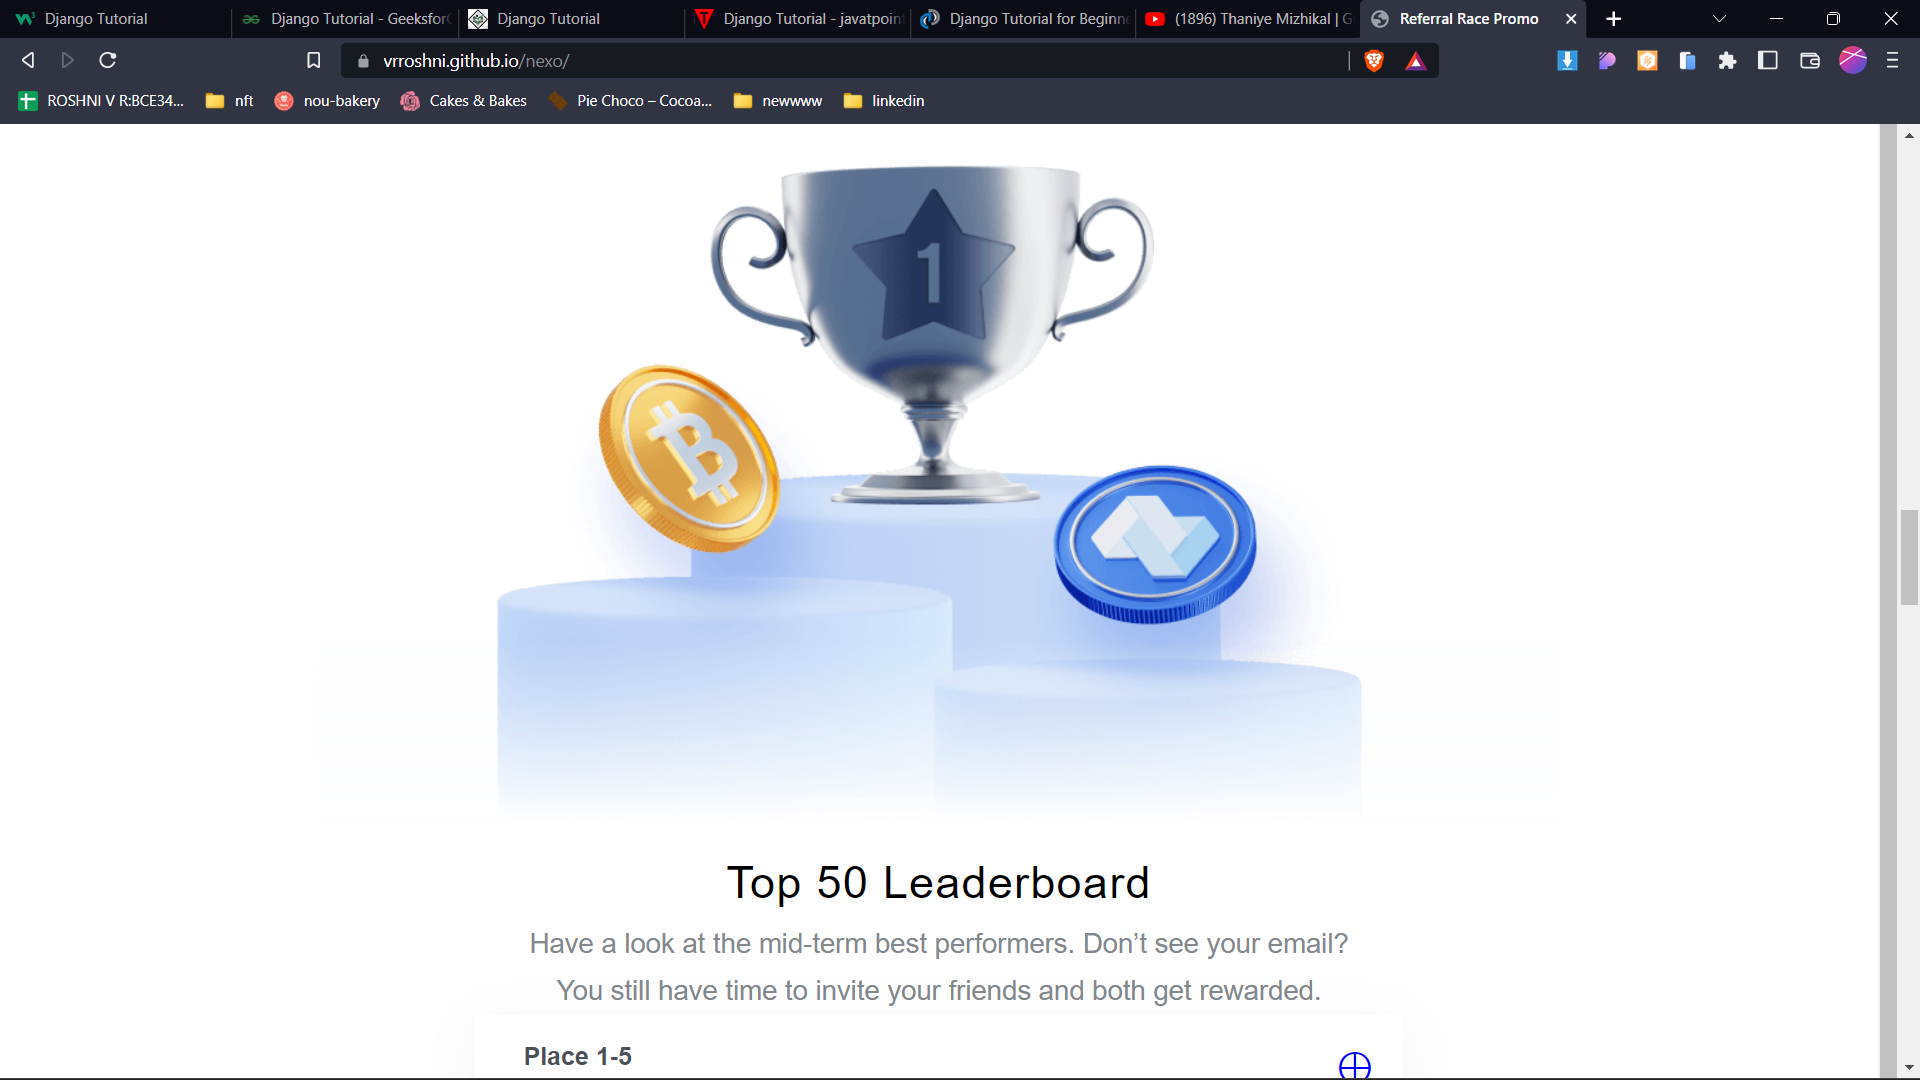 Django Tutorial
Django Tutorial - Geeksfor
Django Tutorial
Django Tutorial - javatpoin
Django Tutorial for Beginne
(1896) Thaniye Mizhikal | G
Referral Race Promo
vrroshni.github.io/nexo/
ROSHNI V R:BCE34...
nft
nou-bakery
Cakes & Bakes
Pie Choco – Cocoa...
newwww
linkedin
1
Top 50 Leaderboard
Have a look at the mid-term best performers. Don’t see your email?
You still have time to invite your friends and both get rewarded.
Place 1-5